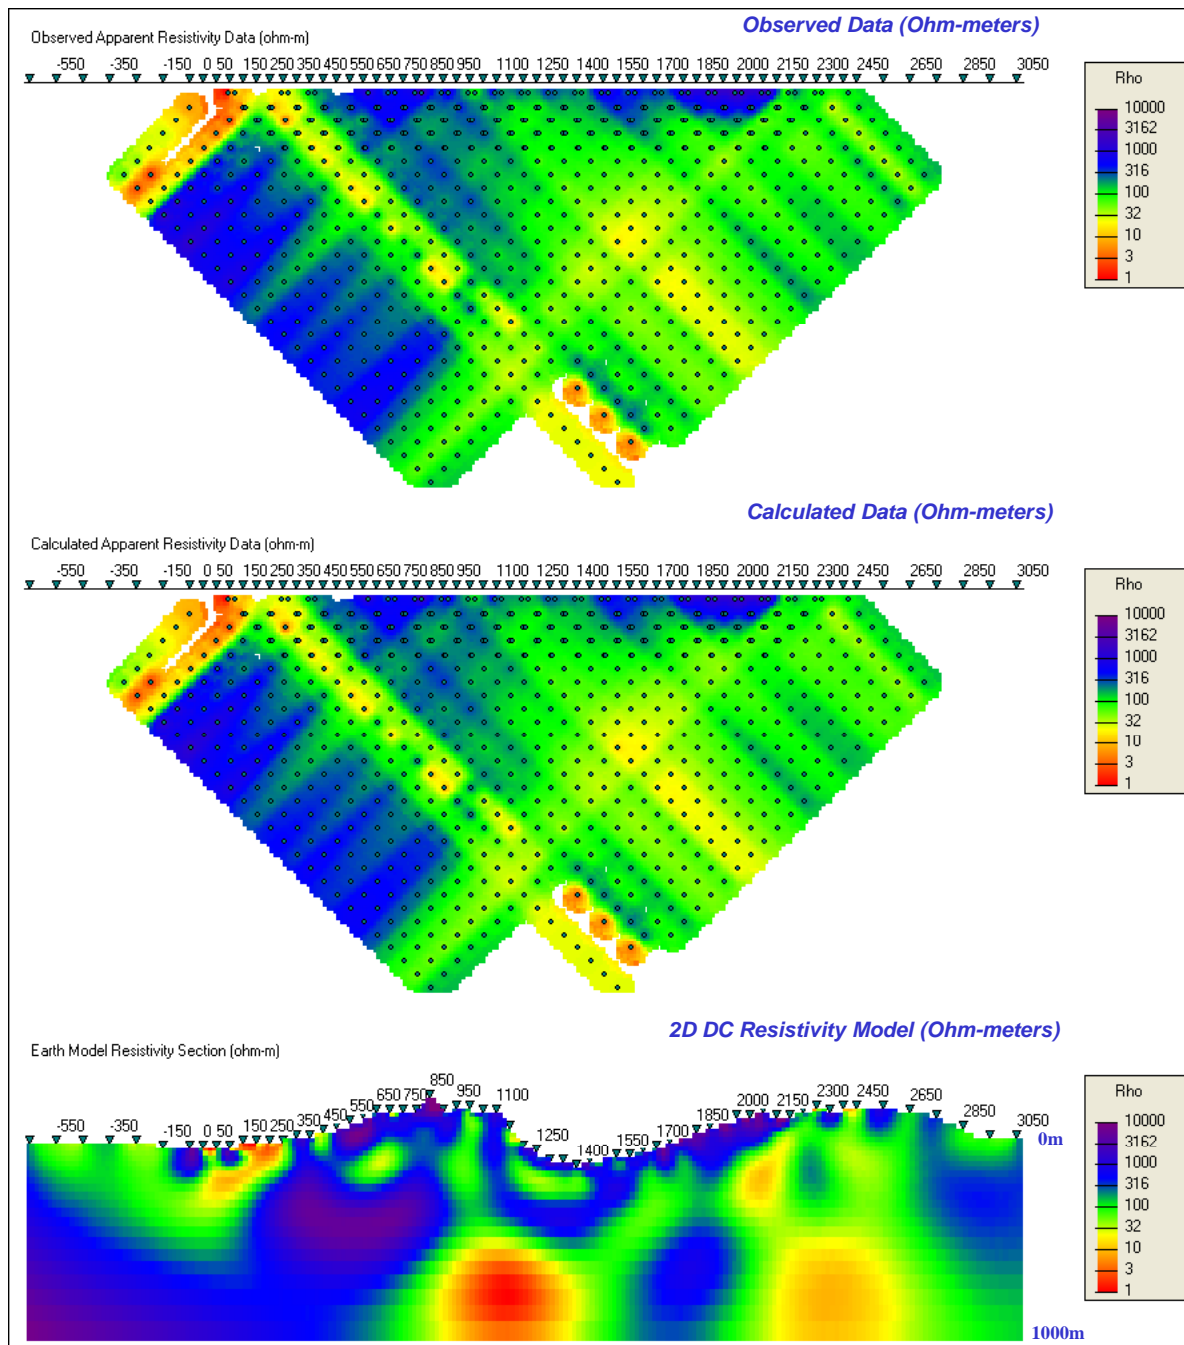 Observed Data (Ohm-meters)
Observed Apparent Resistivity Data (ohm-m)
-550 -350 -150 0 50 150 250 350 450 550 650 750 850 950 1100 1250 1400 1550 1700 1850 2000 2150 2300 2450 2650 2850 3050
Rho
10000
3162
1000
316
100
32
10
3
1
Calculated Data (Ohm-meters)
Calculated Apparent Resistivity Data (ohm-m)
-550 -350 -150 0 50 150 250 350 450 550 650 750 850 950 1100 1250 1400 1550 1700 1850 2000 2150 2300 2450 2650 2850 3050
Rho
10000
3162
1000
316
100
32
10
3
1
2D DC Resistivity Model (Ohm-meters)
Earth Model Resistivity Section (ohm-m)
-550 -350 -150 0 50 150 250 350 450 550 650 750 850 950 1100 1250 1400 1550 1700 1850 2000 2150 2300 2450 2650 2850 3050
0m
Rho
10000
3162
1000
316
100
32
10
3
1
1000m